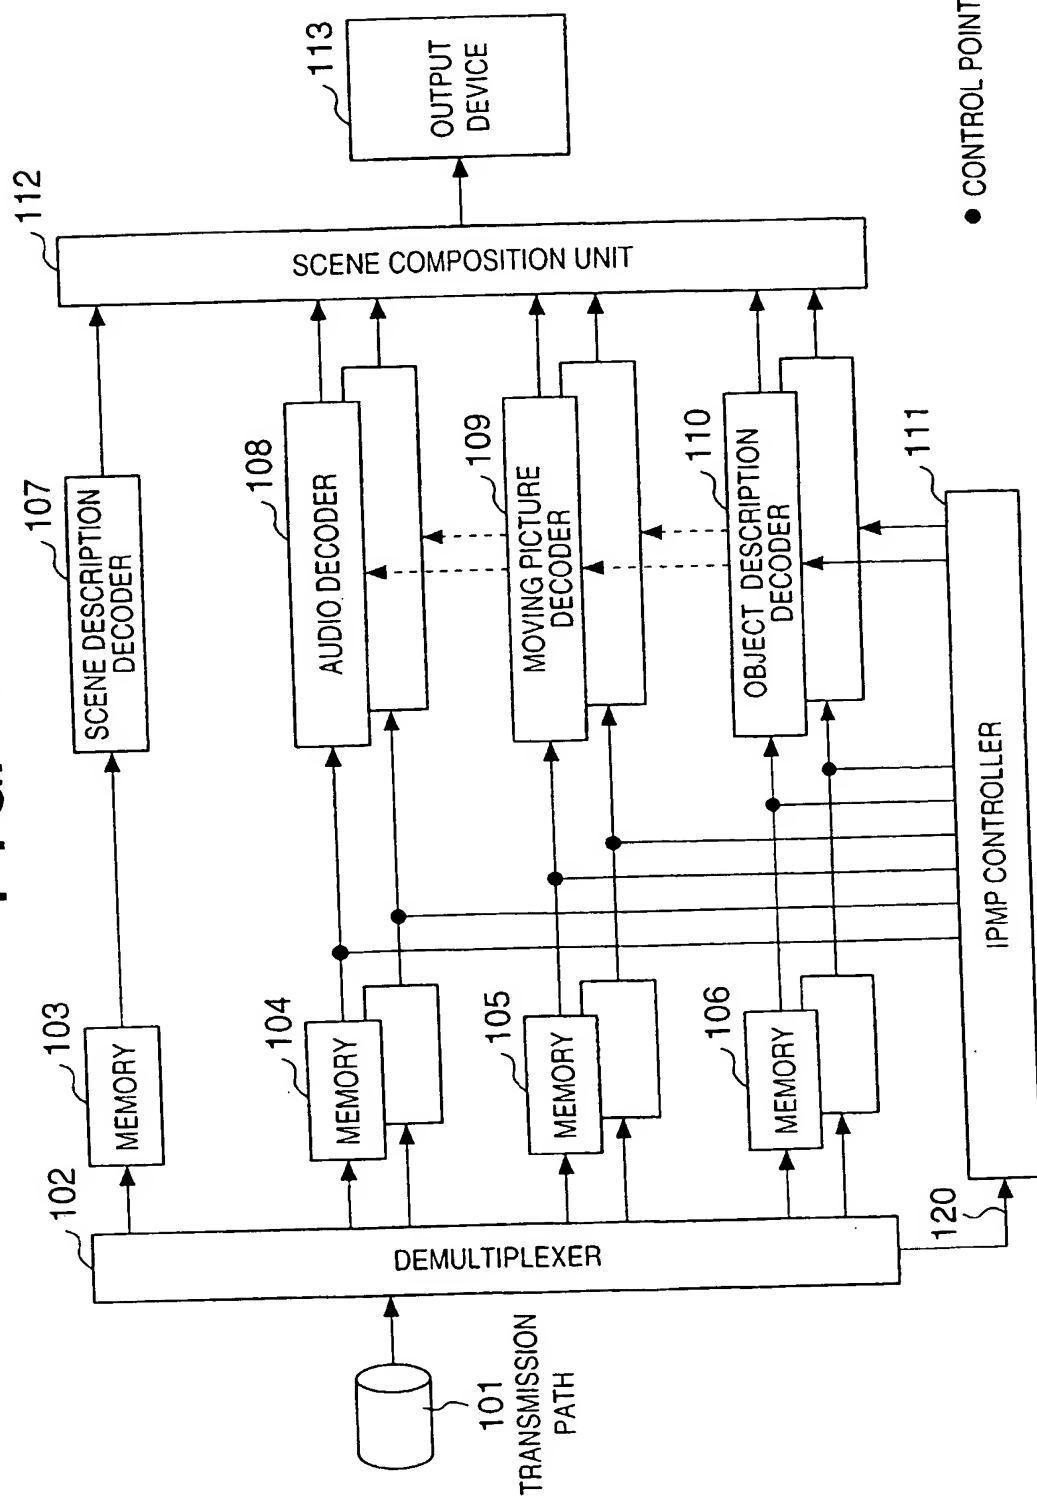 101
TRANSMISSION
PATH
102
DEMULTIPLEXER
103
MEMORY
104
MEMORY
105
MEMORY
106
MEMORY
107
SCENE DESCRIPTION
DECODER
108
AUDIO DECODER
109
MOVING PICTURE
DECODER
110
OBJECT DESCRIPTION
DECODER
111
IPMP CONTROLLER
120
112
SCENE COMPOSITION UNIT
113
OUTPUT
DEVICE
● CONTROL POINT